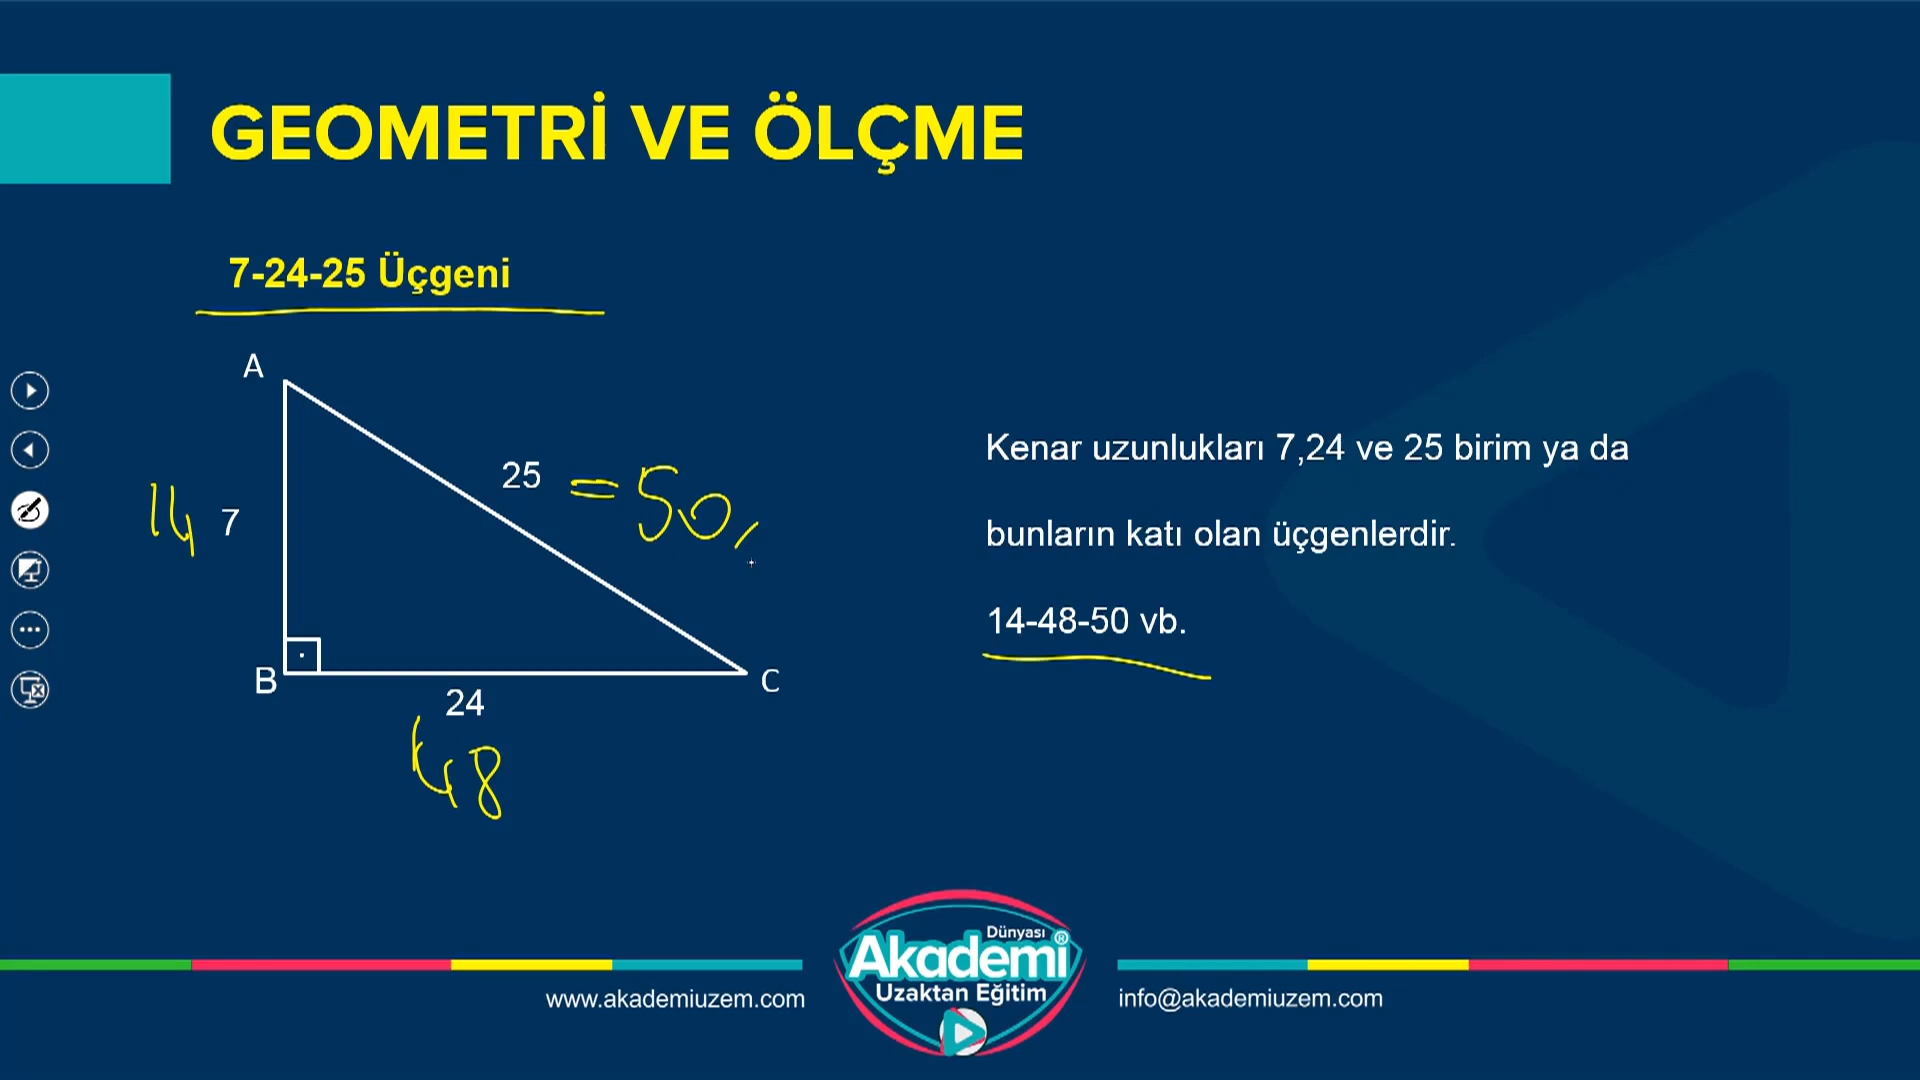 GEOMETRİ VE ÖLÇME
7-24-25 Üçgeni
A
25 = 50
14 7
B
C
24
48
Kenar uzunlukları 7,24 ve 25 birim ya da
bunların katı olan üçgenlerdir.
14-48-50 vb.
Dünyası
Akademi®
Uzaktan Eğitim
www.akademiuzem.com
info@akademiuzem.com